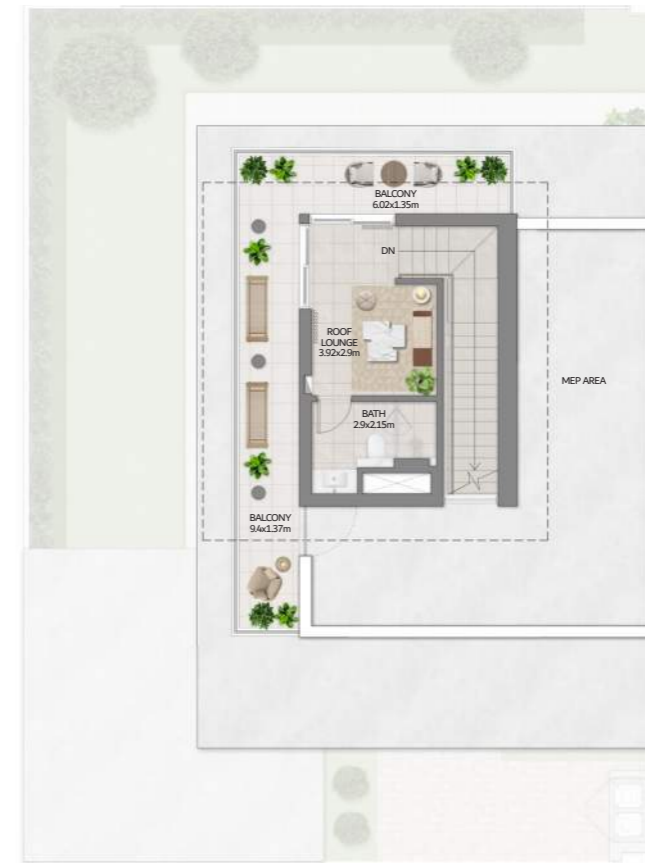 BALCONY
6.02x1.35m
DN
ROOF
LOUNGE
3.92x2.9m
MEP AREA
BATH
2.9x2.15m
BALCONY
9.4x1.37m